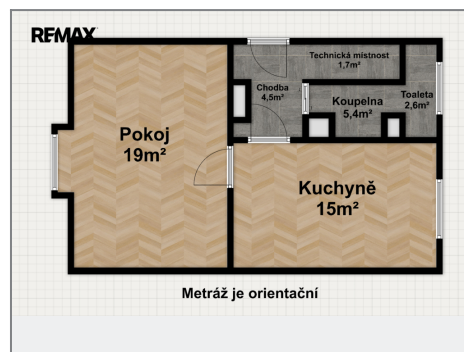 RE/MAX
Technická místnost
1,7m²
Chodba
4,5m²
Koupelna
5,4m²
Toaleta
2,6m²
Pokoj
19m²
Kuchyně
15m²
Metráž je orientační